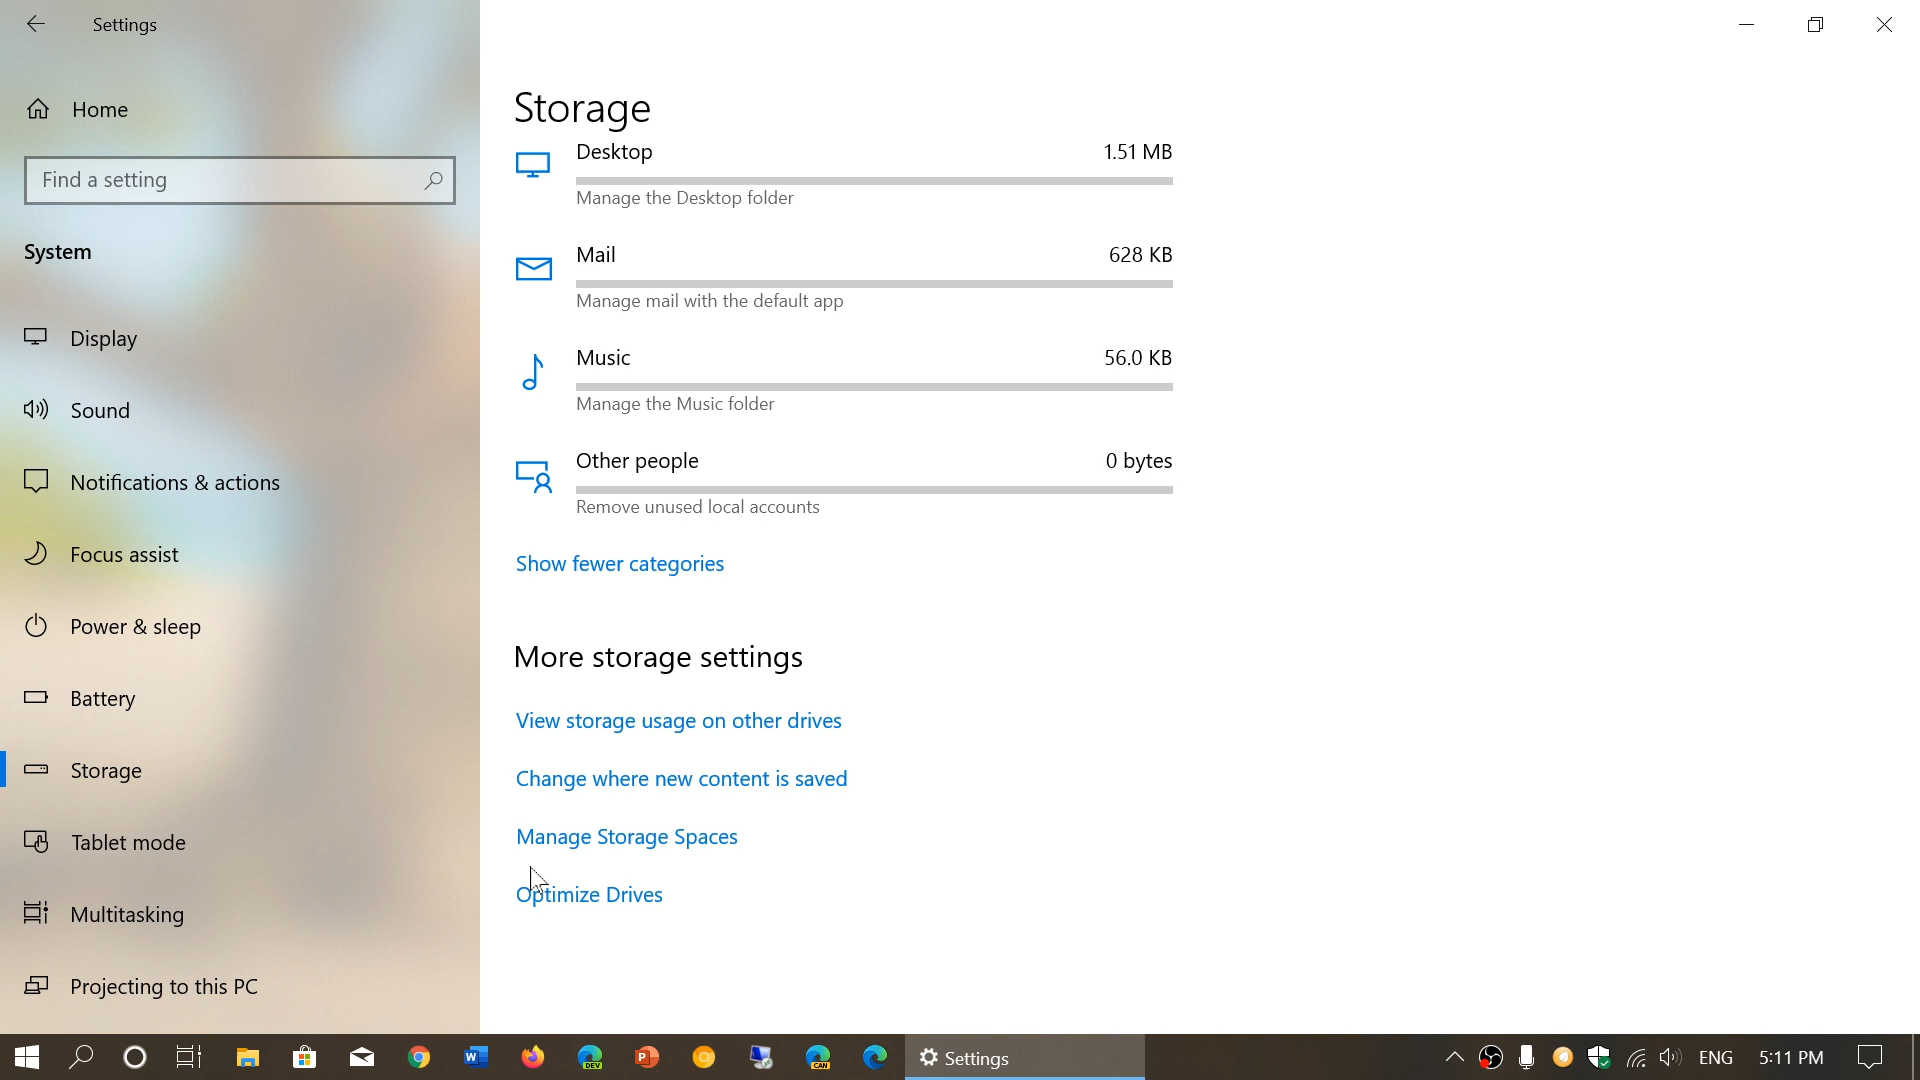 Settings
Home
Find a setting
System
Display
Sound
Notifications & actions
Focus assist
Power & sleep
Battery
Storage
Tablet mode
Multitasking
Projecting to this PC
Storage
Desktop 1.51 MB
Manage the Desktop folder
Mail 628 KB
Manage mail with the default app
Music 56.0 KB
Manage the Music folder
Other people 0 bytes
Remove unused local accounts
Show fewer categories
More storage settings
View storage usage on other drives
Change where new content is saved
Manage Storage Spaces
Optimize Drives
W DEV P CAN Settings ENG 5:11 PM